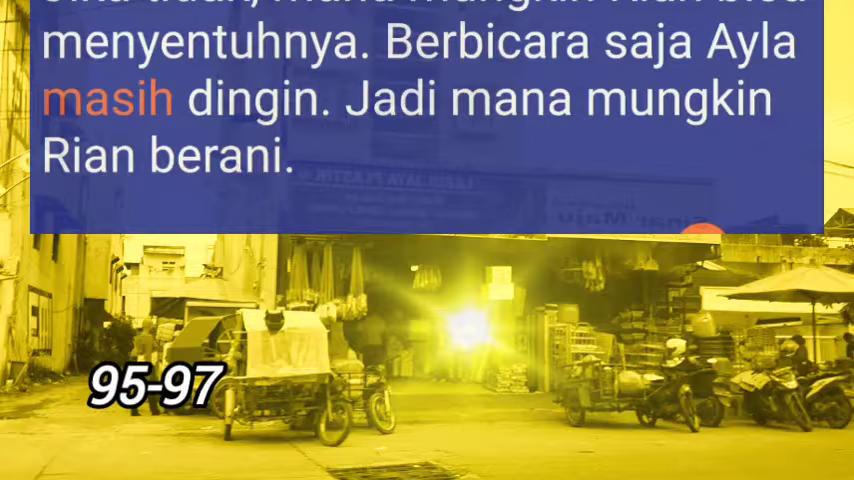 menyentuhnya. Berbicara saja Ayla
masih dingin. Jadi mana mungkin
Rian berani.
95-97